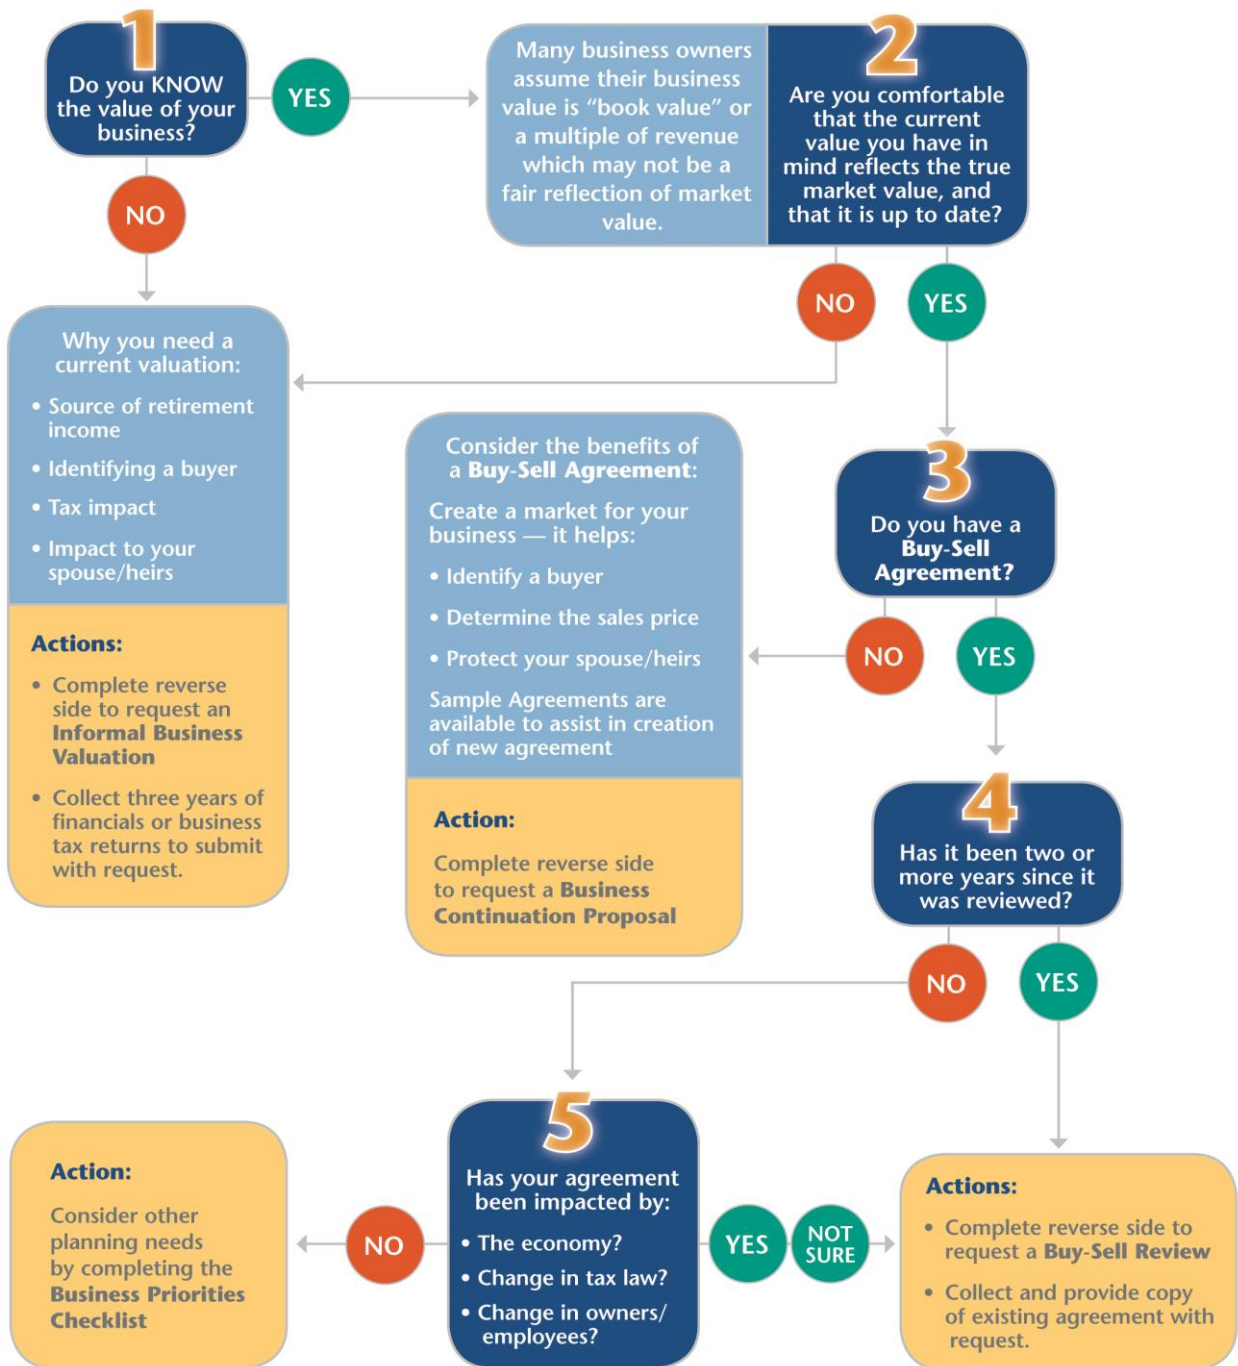 1
Do you KNOW
the value of your
business?
YES
NO
Many business owners
assume their business
value is “book value” or
a multiple of revenue
which may not be a
fair reflection of market
value.
2
Are you comfortable
that the current
value you have in
mind reflects the true
market value, and
that it is up to date?
NO
YES
Why you need a
current valuation:
• Source of retirement
income
• Identifying a buyer
• Tax impact
• Impact to your
spouse/heirs
Actions:
• Complete reverse
side to request an
Informal Business
Valuation
• Collect three years of
financials or business
tax returns to submit
with request.
3
Do you have a
Buy-Sell
Agreement?
NO
YES
Consider the benefits of
a Buy-Sell Agreement:
Create a market for your
business — it helps:
• Identify a buyer
• Determine the sales price
• Protect your spouse/heirs
Sample Agreements are
available to assist in creation
of new agreement
Action:
Complete reverse side
to request a Business
Continuation Proposal
4
Has it been two or
more years since it
was reviewed?
NO
YES
5
Has your agreement
been impacted by:
• The economy?
• Change in tax law?
• Change in owners/
employees?
NO
YES
NOT
SURE
Action:
Consider other
planning needs
by completing the
Business Priorities
Checklist
Actions:
• Complete reverse side to
request a Buy-Sell Review
• Collect and provide copy
of existing agreement with
request.